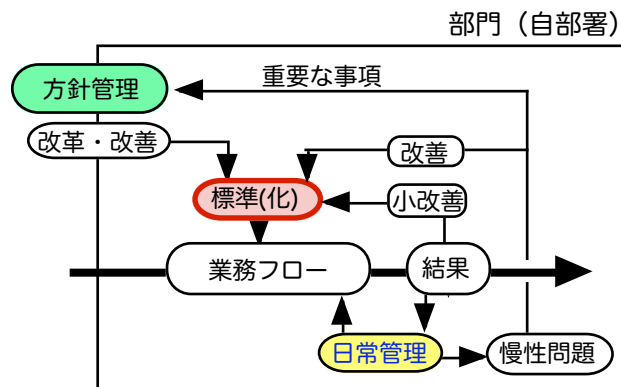 部門（自部署）
方針管理
重要な事項
改革・改善
改善
標準(化)
小改善
業務フロー
結果
日常管理
慢性問題